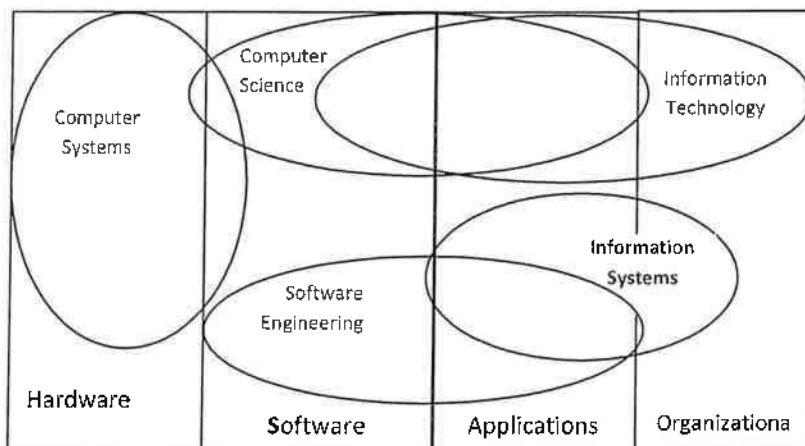 Computer
Science
Information
Technology
Computer
Systems
Information
Systems
Software
Engineering
Hardware
Software
Applications
Organizationa